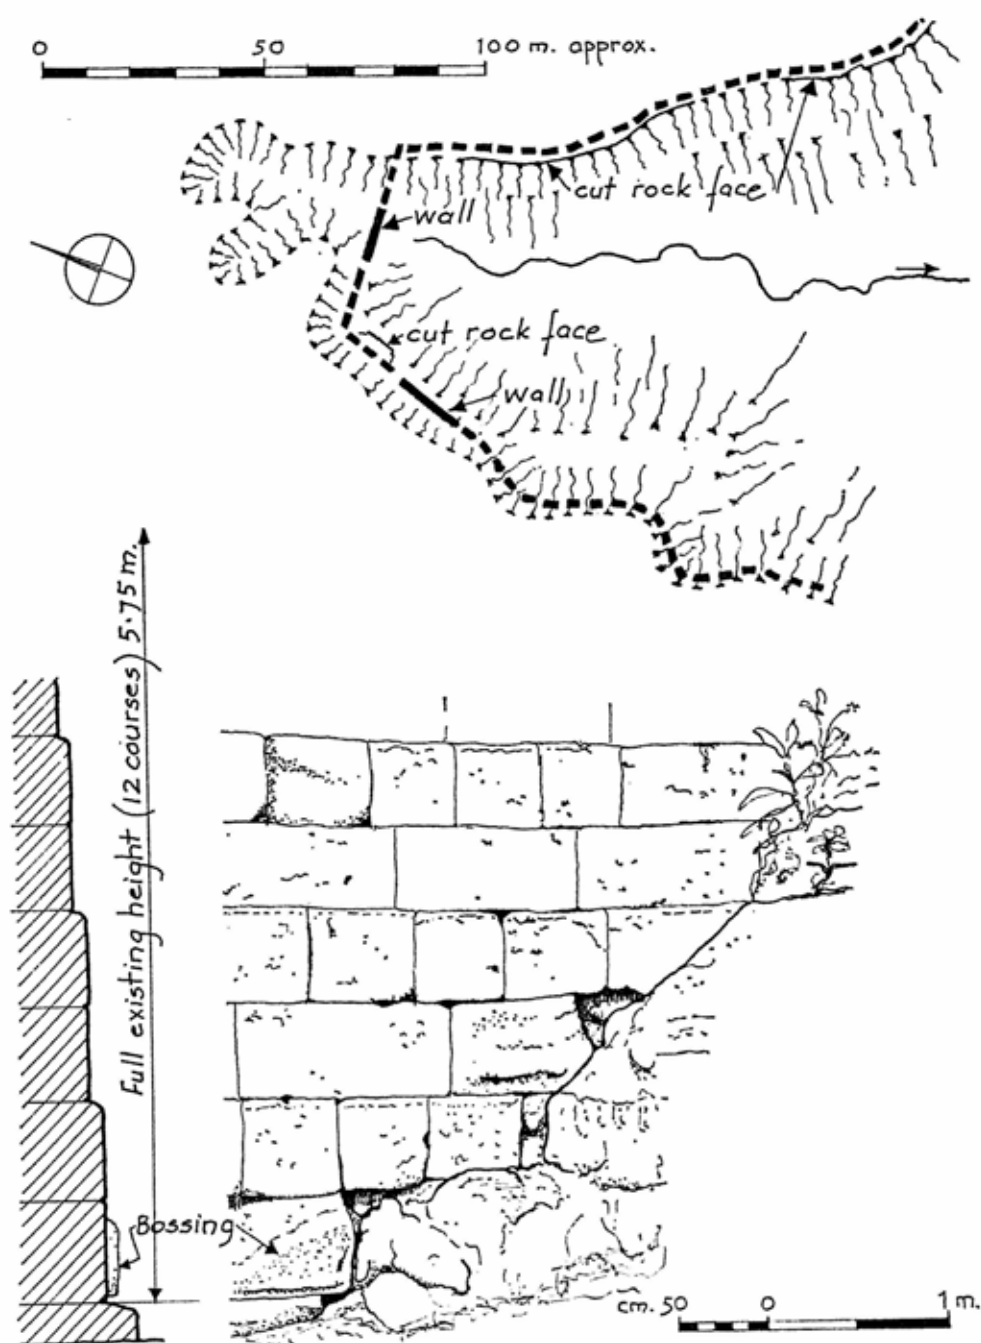 0 50 100 m. approx.
cut rock face
wall
cut rock face
wall
Full existing height (12 courses) 5·75 m.
Bossing
cm. 50 0 1 m.